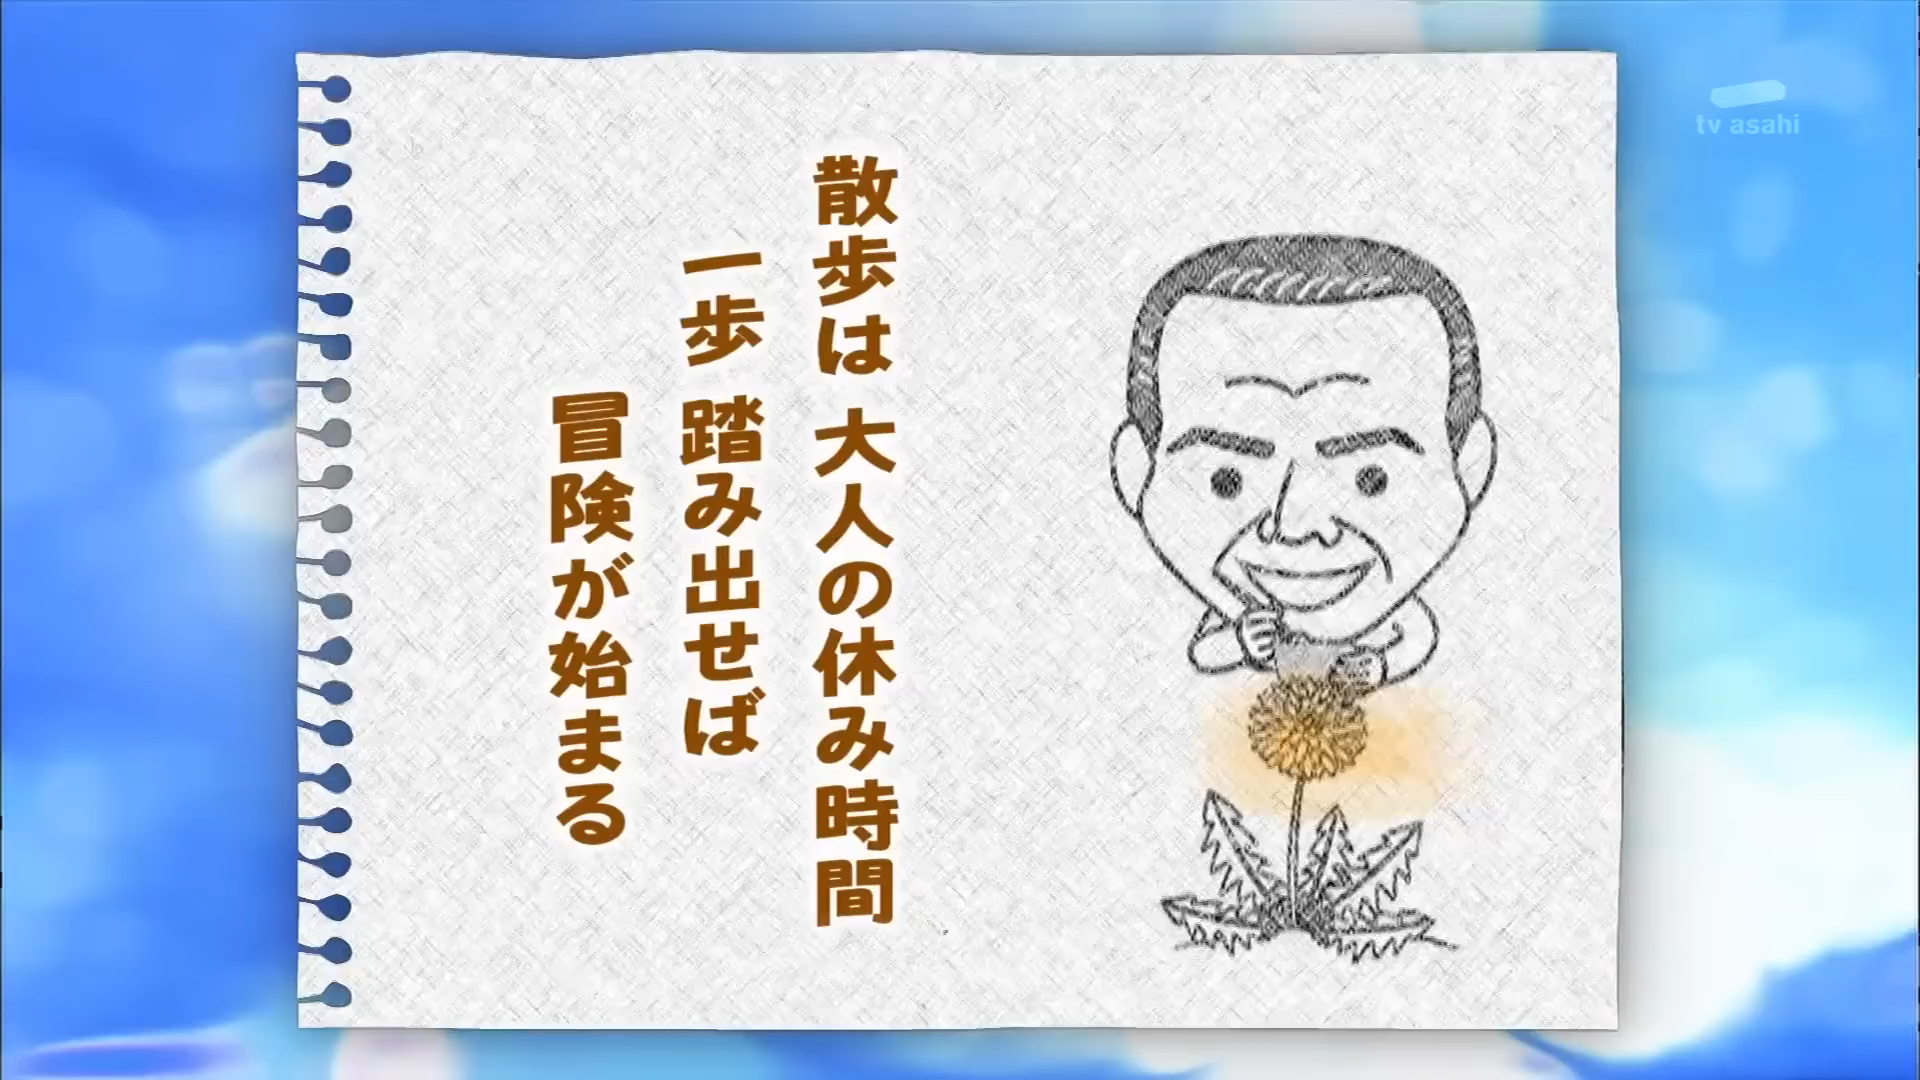 散歩は 大人の休み時間
一歩 踏み出せば
冒険が始まる
tv asahi